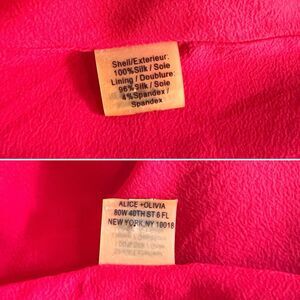 Shell/Exterieur:
100%Silk / Soie
Lining / Doublure:
96%Silk / Soie
4%Spandex /
Spandex
ALICE +OLIVIA
80W 40TH ST 6 FL
NEW YORK, NY 10018